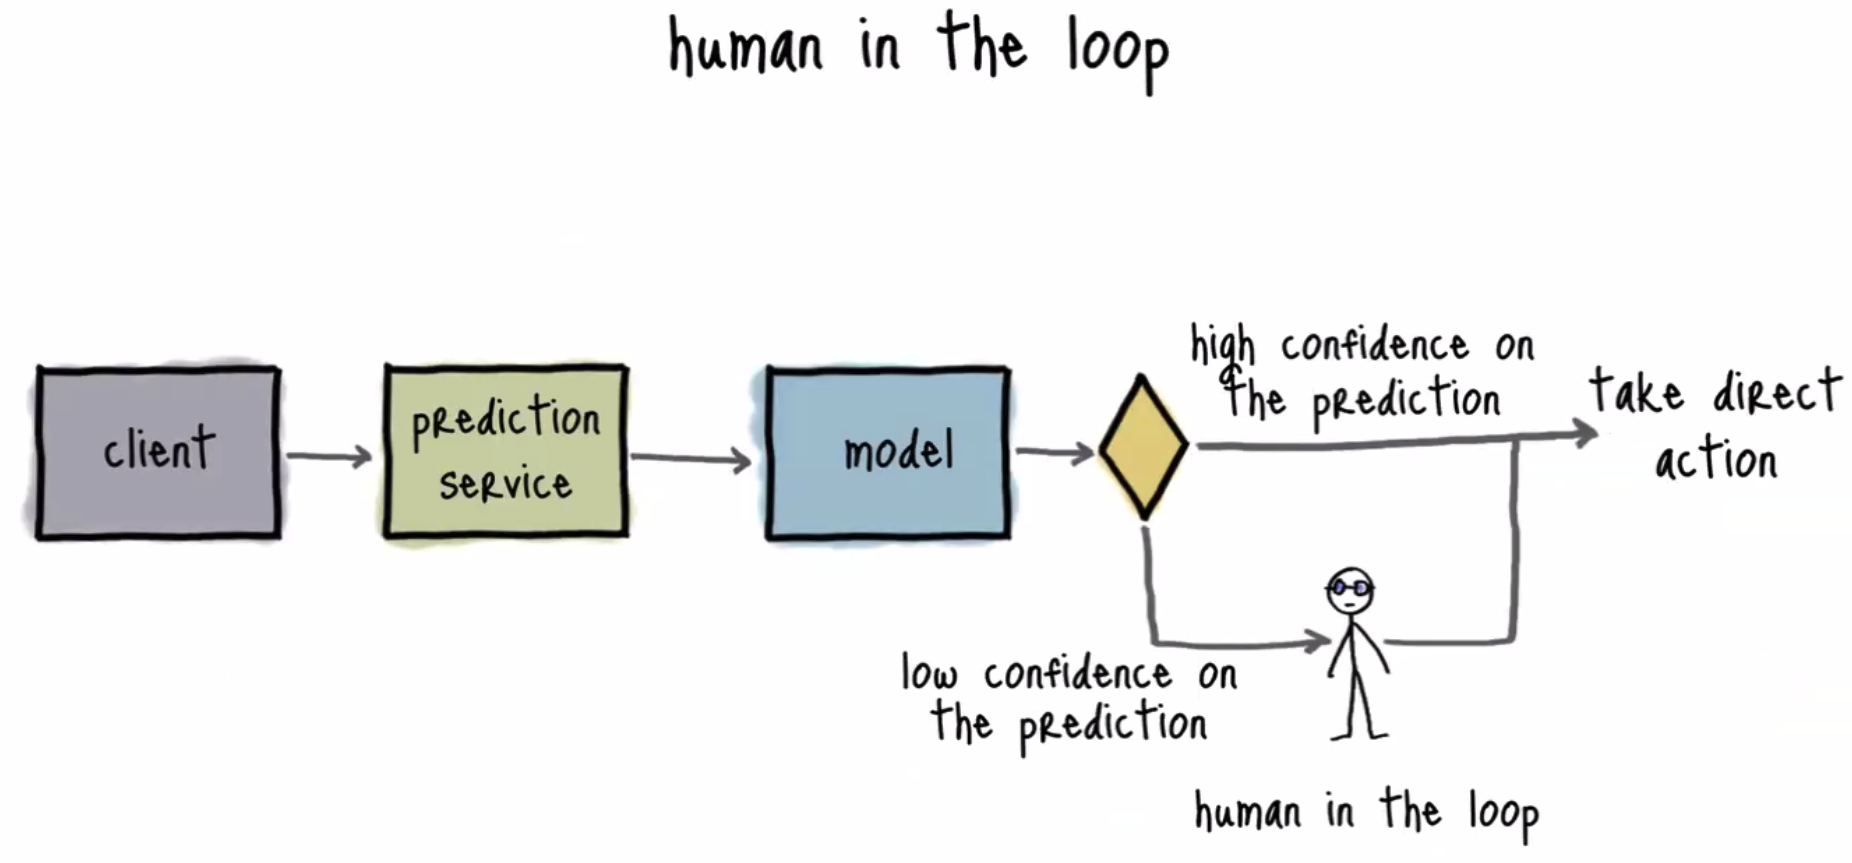 human in the loop
client
prediction
service
model
high confidence on
the prediction
take direct
action
low confidence on
the prediction
human in the loop